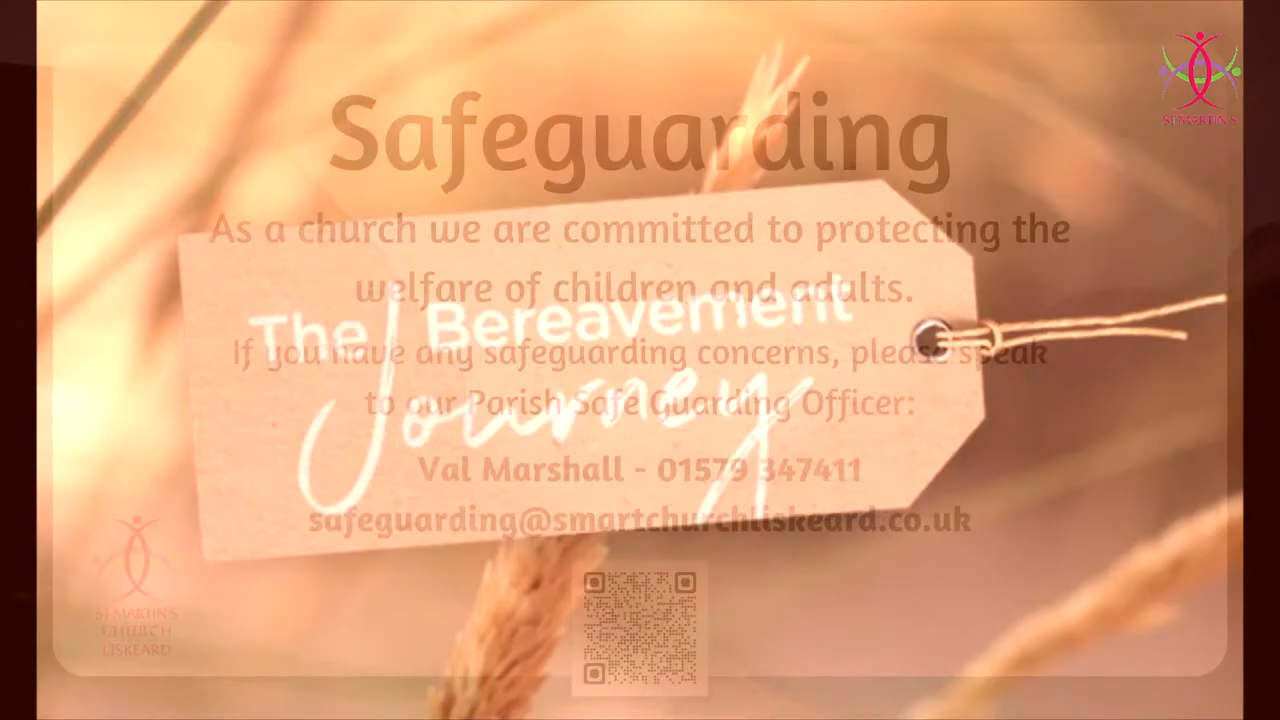 ST MARTIN'S
Safeguarding
As a church we are committed to protecting the
welfare of children and adults.
The Bereavement
Journey
If you have any safeguarding concerns, please speak
to our Parish Safe Guarding Officer:
Val Marshall - 01579 347411
safeguarding@smartchurchliskeard.co.uk
ST MARTIN'S
CHURCH
LISKEARD